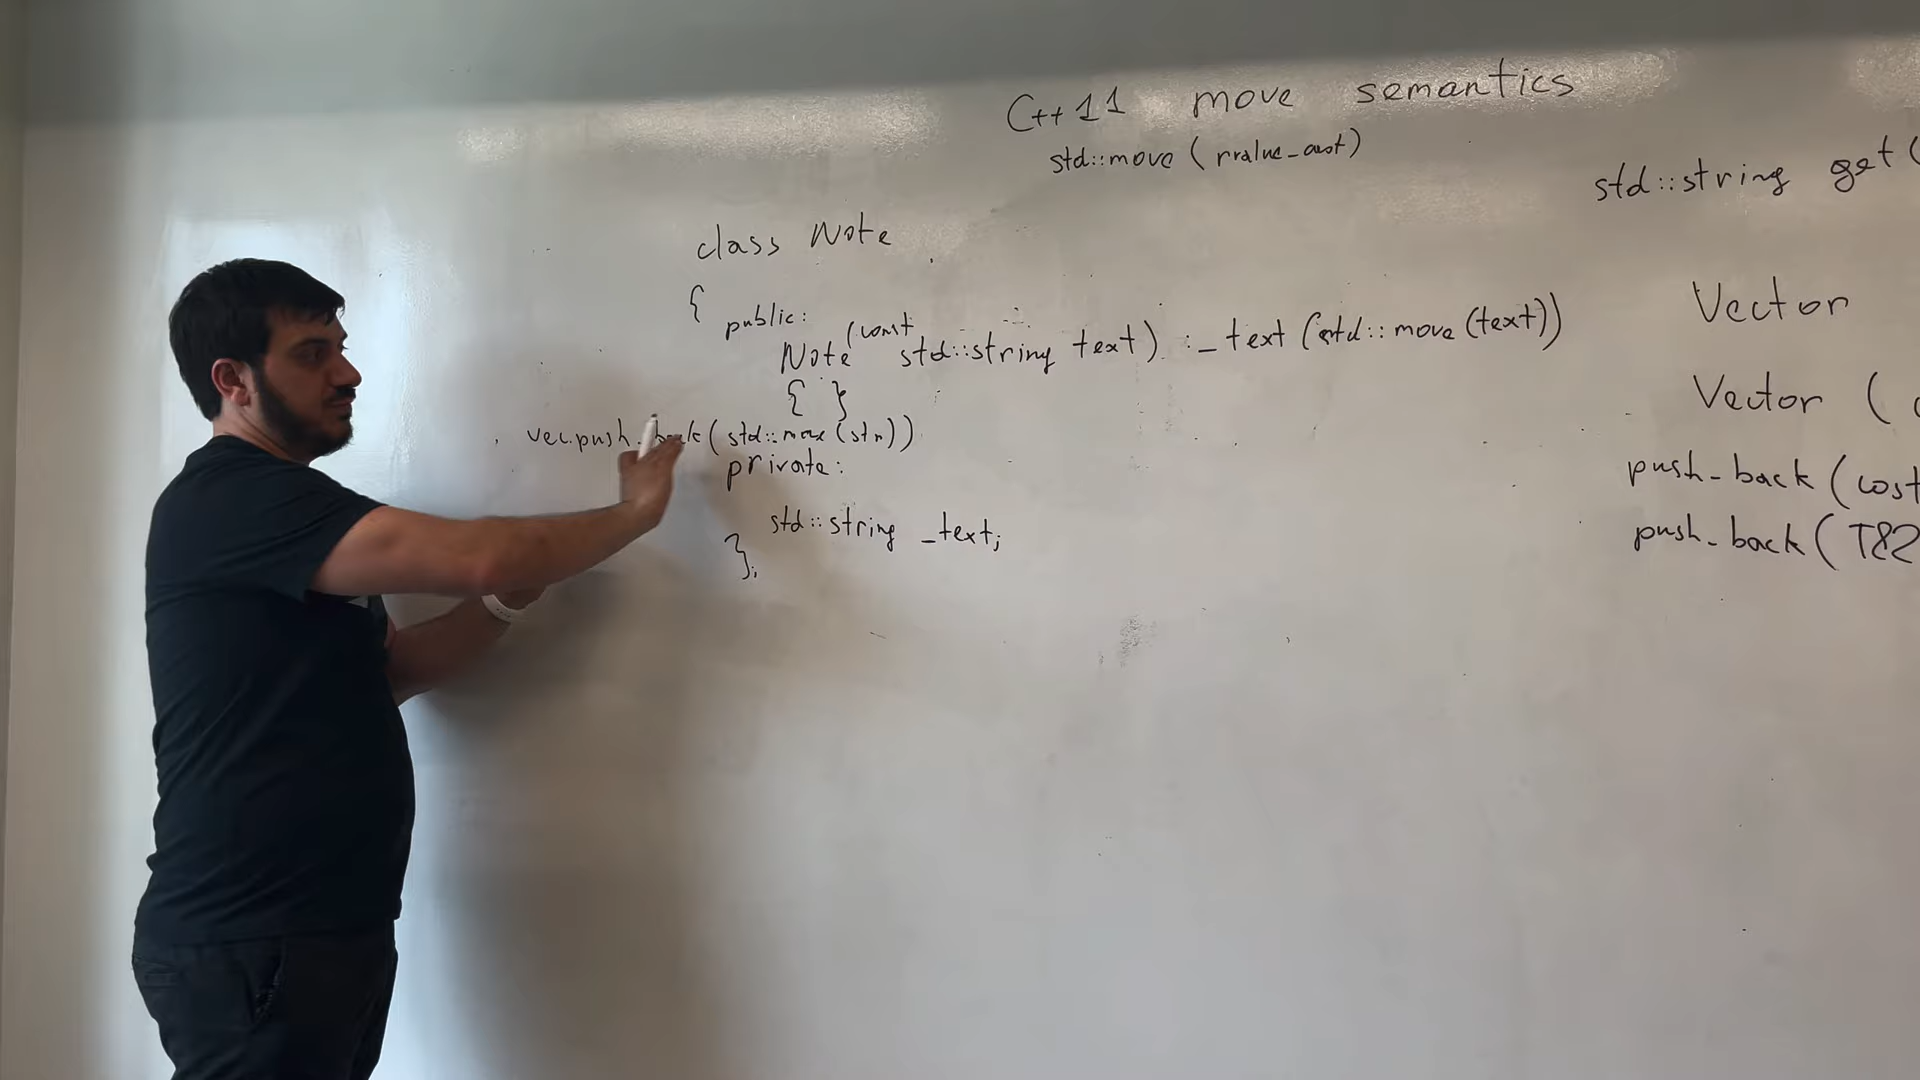 C++11 move semantics
std::move (rvalue_cast)
std::string get (
class Note
{
public:
Note (const std::string text) : _text (std::move (text))
{ }
vec.push_back (std::move (str))
private:
std::string _text;
};
Vector
Vector (
push_back (cost
push_back ( T&&